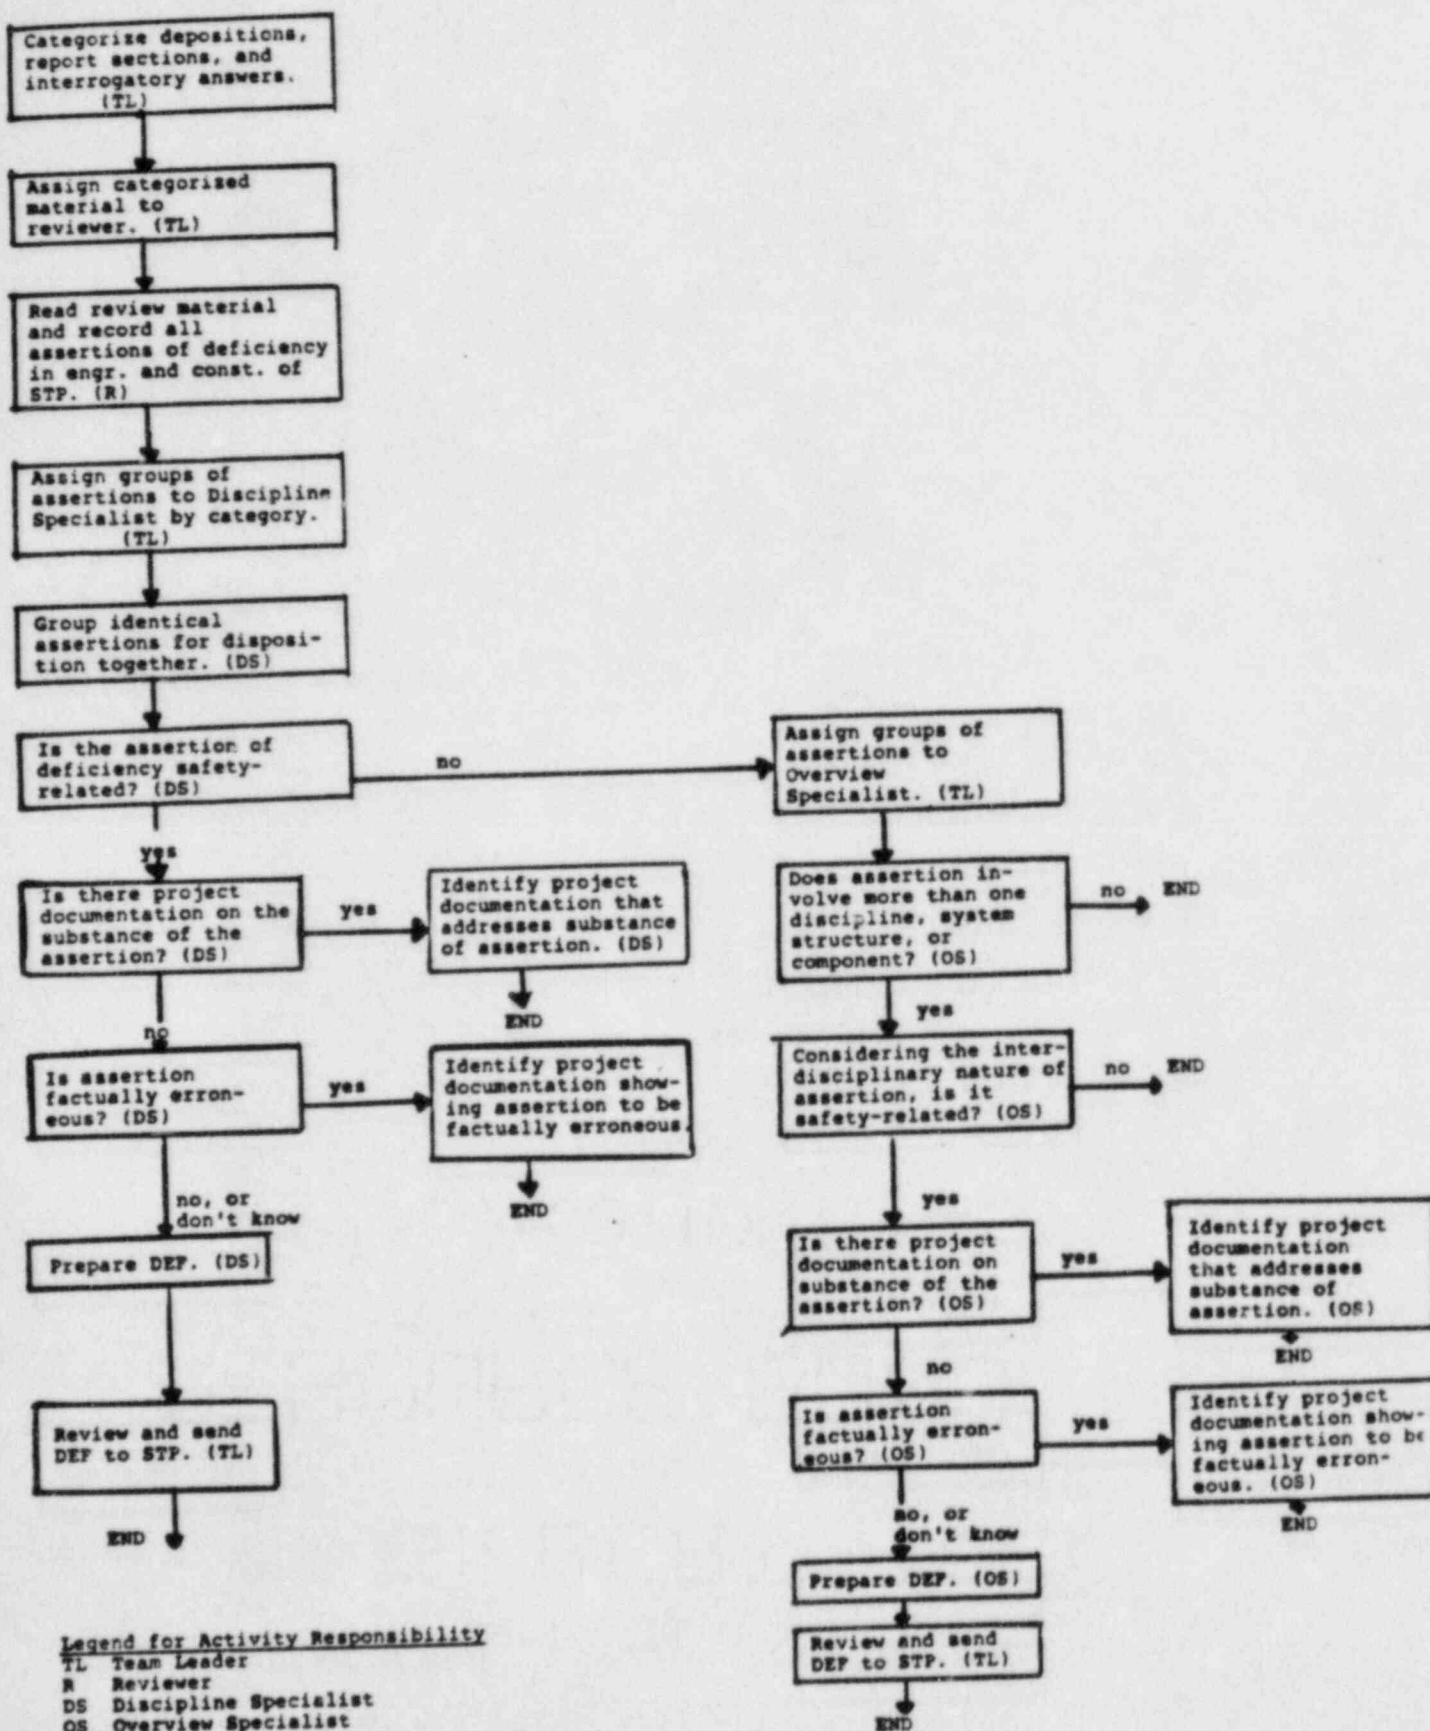 Categorize depositions,
report sections, and
interrogatory answers.
(TL)
Assign categorized
material to
reviewer. (TL)
Read review material
and record all
assertions of deficiency
in engr. and const. of
STP. (R)
Assign groups of
assertions to Discipline
Specialist by category.
(TL)
Group identical
assertions for disposi-
tion together. (DS)
Is the assertion of
deficiency safety-
related? (DS)
no
yes
Is there project
documentation on the
substance of the
assertion? (DS)
yes
Identify project
documentation that
addresses substance
of assertion. (DS)
END
no
Is assertion
factually erron-
eous? (DS)
yes
Identify project
documentation show-
ing assertion to be
factually erroneous.
END
no, or
don't know
Prepare DEF. (DS)
Review and send
DEF to STP. (TL)
END
Assign groups of
assertions to
Overview
Specialist. (TL)
Does assertion in-
volve more than one
discipline, system
structure, or
component? (OS)
no
END
yes
Considering the inter-
disciplinary nature of
assertion, is it
safety-related? (OS)
no
END
yes
Is there project
documentation on
substance of the
assertion? (OS)
yes
Identify project
documentation
that addresses
substance of
assertion. (OS)
END
no
Is assertion
factually erron-
eous? (OS)
yes
Identify project
documentation show-
ing assertion to be
factually erron-
eous. (OS)
END
no, or
don't know
Prepare DEF. (OS)
Review and send
DEF to STP. (TL)
END
Legend for Activity Responsibility
TL Team Leader
R Reviewer
DS Discipline Specialist
OS Overview Specialist